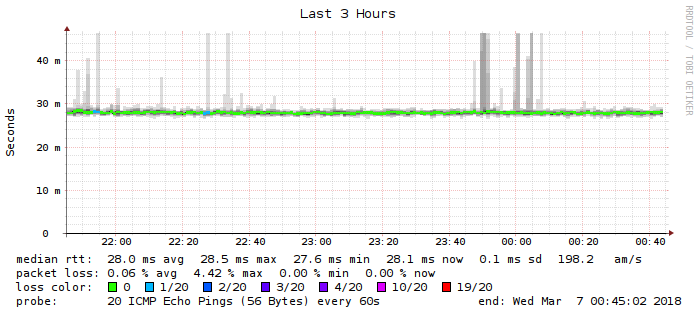 Last 3 Hours
RRDTOOL / TOBI OETIKER
Seconds
40 m
30 m
20 m
10 m
0
22:00 22:20 22:40 23:00 23:20 23:40 00:00 00:20 00:40
median rtt: 28.0 ms avg 28.5 ms max 27.6 ms min 28.1 ms now 0.1 ms sd 198.2 am/s
packet loss: 0.06 % avg 4.42 % max 0.00 % min 0.00 % now
loss color: 0 1/20 2/20 3/20 4/20 10/20 19/20
probe: 20 ICMP Echo Pings (56 Bytes) every 60s end: Wed Mar 7 00:45:02 2018